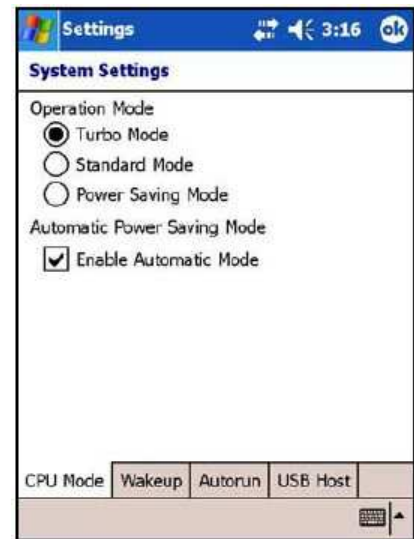 Settings 3:16 ok
System Settings
Operation Mode
Turbo Mode
Standard Mode
Power Saving Mode
Automatic Power Saving Mode
Enable Automatic Mode
CPU Mode Wakeup Autorun USB Host